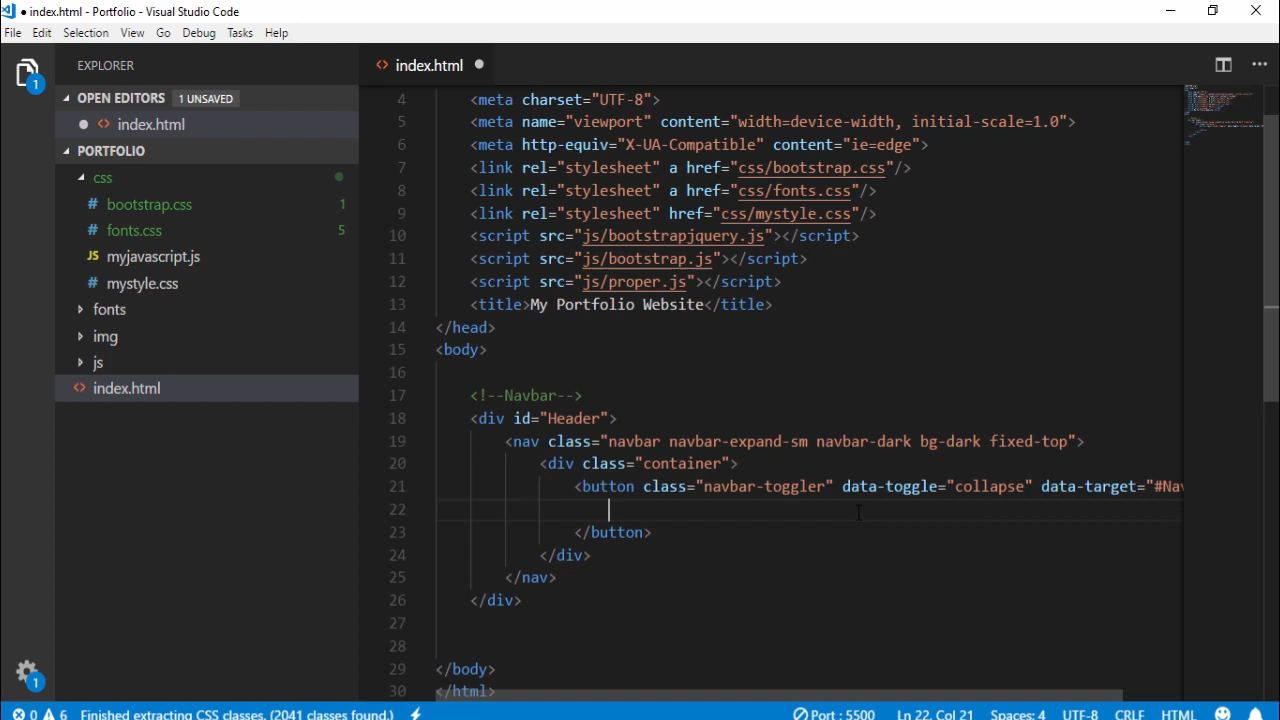 ● index.html - Portfolio - Visual Studio Code
File Edit Selection View Go Debug Tasks Help
EXPLORER
OPEN EDITORS 1 UNSAVED
● <> index.html
PORTFOLIO
css
# bootstrap.css 1
# fonts.css 5
JS myjavascript.js
# mystyle.css
fonts
img
js
<> index.html
1
1
<> index.html ●
4 <meta charset="UTF-8">
5 <meta name="viewport" content="width=device-width, initial-scale=1.0">
6 <meta http-equiv="X-UA-Compatible" content="ie=edge">
7 <link rel="stylesheet" a href="css/bootstrap.css"/>
8 <link rel="stylesheet" a href="css/fonts.css"/>
9 <link rel="stylesheet" href="css/mystyle.css"/>
10 <script src="js/bootstrapjquery.js"></script>
11 <script src="js/bootstrap.js"></script>
12 <script src="js/proper.js"></script>
13 <title>My Portfolio Website</title>
14 </head>
15 <body>
16
17 <!--Navbar-->
18 <div id="Header">
19 <nav class="navbar navbar-expand-sm navbar-dark bg-dark fixed-top">
20 <div class="container">
21 <button class="navbar-toggler" data-toggle="collapse" data-target="#Nav
22
23 </button>
24 </div>
25 </nav>
26 </div>
27
28
29 </body>
30 </html>
0 6 Finished extracting CSS classes. (2041 classes found.) Port : 5500 Ln 22, Col 21 Spaces: 4 UTF-8 CRLF HTML